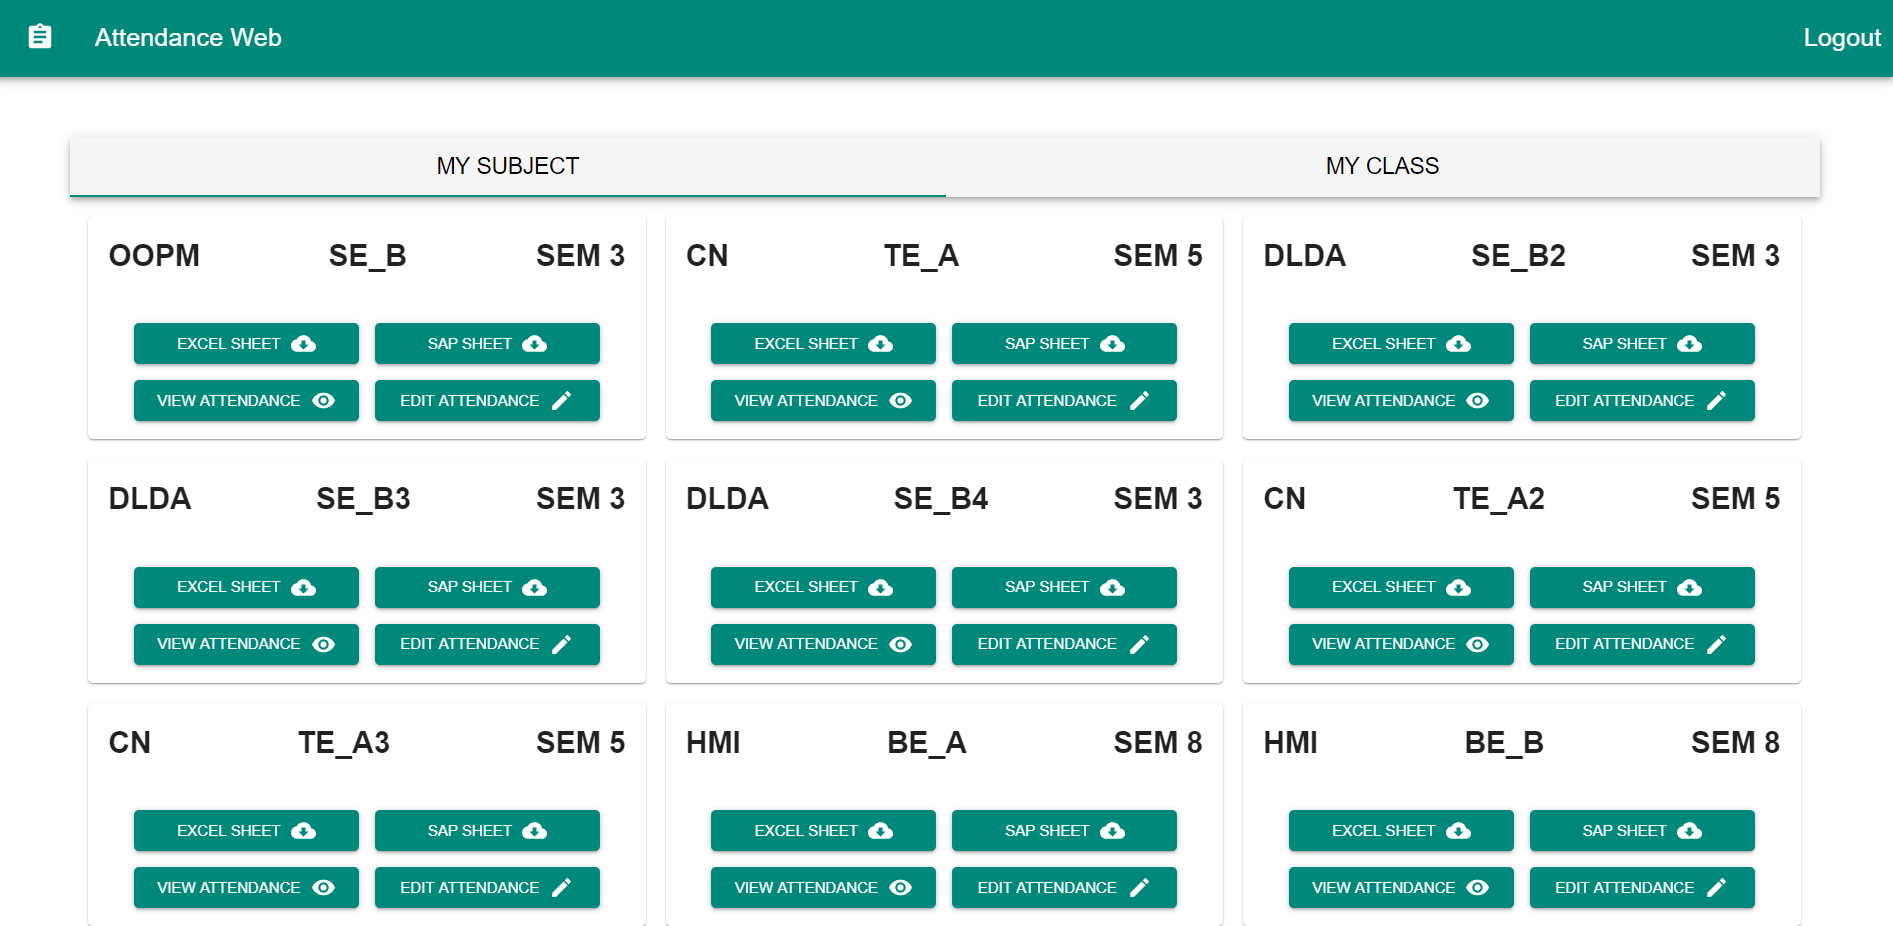 Attendance Web Logout
MY SUBJECT MY CLASS
OOPM SE_B SEM 3
EXCEL SHEET SAP SHEET
VIEW ATTENDANCE EDIT ATTENDANCE
CN TE_A SEM 5
EXCEL SHEET SAP SHEET
VIEW ATTENDANCE EDIT ATTENDANCE
DLDA SE_B2 SEM 3
EXCEL SHEET SAP SHEET
VIEW ATTENDANCE EDIT ATTENDANCE
DLDA SE_B3 SEM 3
EXCEL SHEET SAP SHEET
VIEW ATTENDANCE EDIT ATTENDANCE
DLDA SE_B4 SEM 3
EXCEL SHEET SAP SHEET
VIEW ATTENDANCE EDIT ATTENDANCE
CN TE_A2 SEM 5
EXCEL SHEET SAP SHEET
VIEW ATTENDANCE EDIT ATTENDANCE
CN TE_A3 SEM 5
EXCEL SHEET SAP SHEET
VIEW ATTENDANCE EDIT ATTENDANCE
HMI BE_A SEM 8
EXCEL SHEET SAP SHEET
VIEW ATTENDANCE EDIT ATTENDANCE
HMI BE_B SEM 8
EXCEL SHEET SAP SHEET
VIEW ATTENDANCE EDIT ATTENDANCE